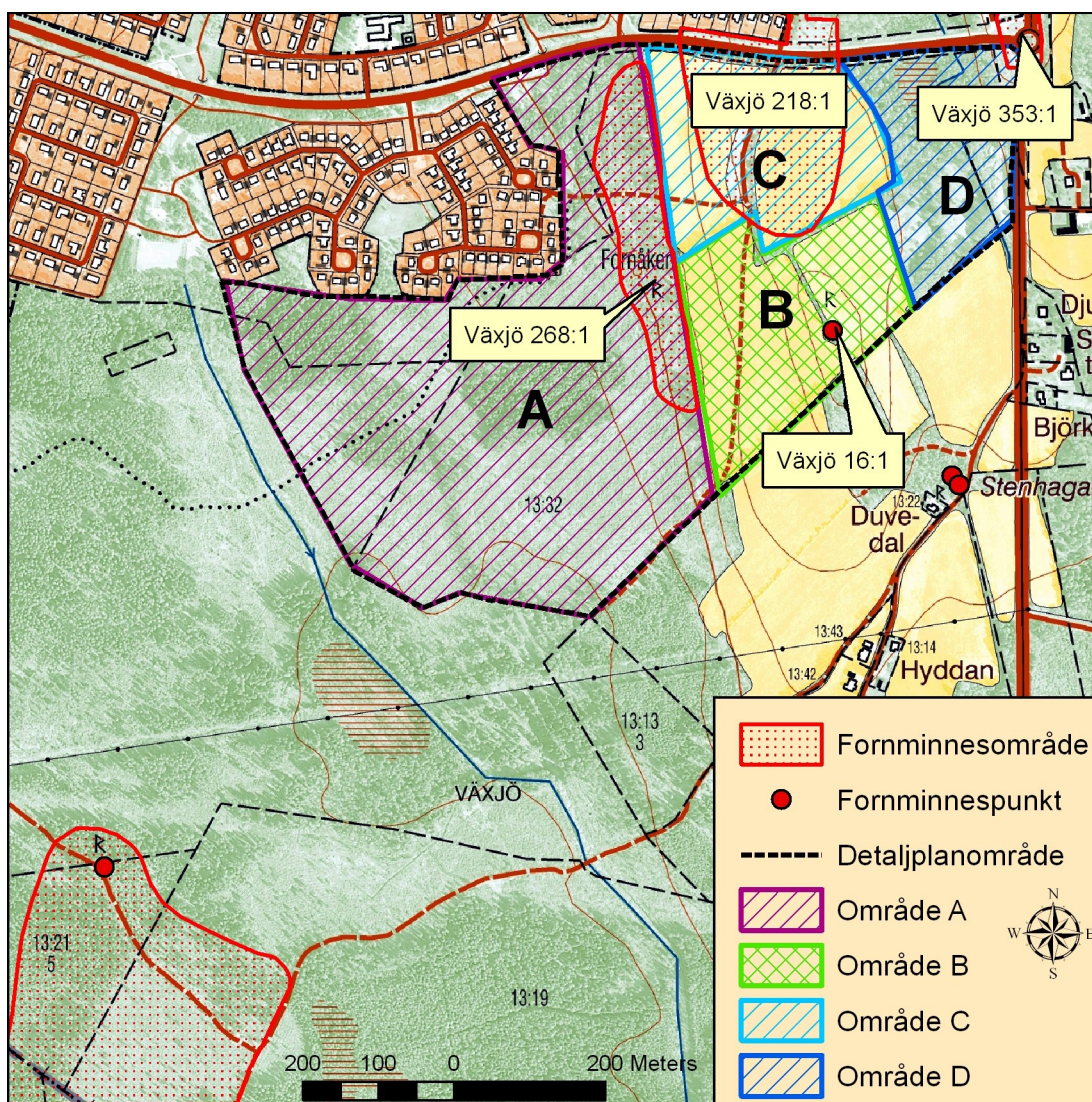 Växjö 218:1
Växjö 353:1
C
D
Fornåker
R
B
R
Växjö 268:1
A
Växjö 16:1
13:32
Stenhaga
R
13:22
Duve-
dal
Björk
13:43
13:14
13:42
Hyddan
13:13
3
VÄXJÖ
R
13:21
5
13:19
Fornminnesområde
Fornminnespunkt
Detaljplanområde
Område A
Område B
Område C
Område D
N
W
E
S
200 100 0 200 Meters